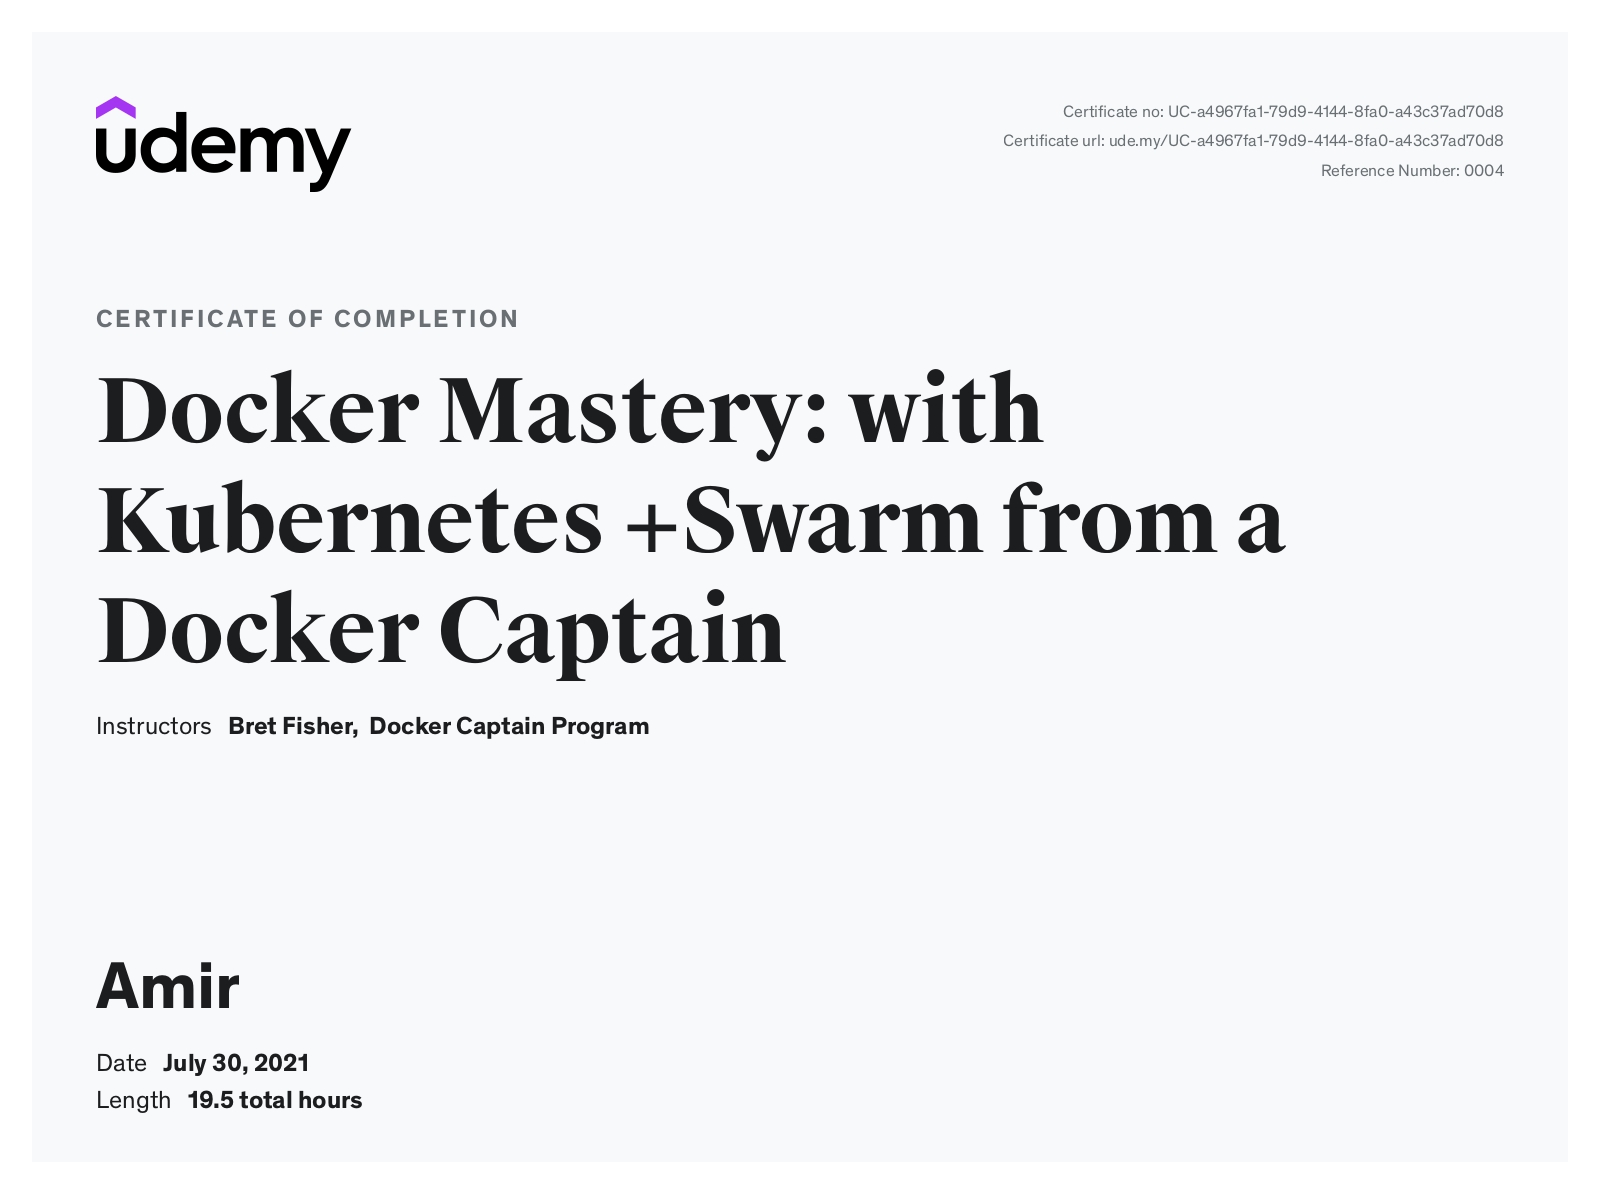 udemy
Certificate no: UC-a4967fa1-79d9-4144-8fa0-a43c37ad70d8
Certificate url: ude.my/UC-a4967fa1-79d9-4144-8fa0-a43c37ad70d8
Reference Number: 0004
CERTIFICATE OF COMPLETION
Docker Mastery: with
Kubernetes +Swarm from a
Docker Captain
Instructors Bret Fisher, Docker Captain Program
Amir
Date July 30, 2021
Length 19.5 total hours